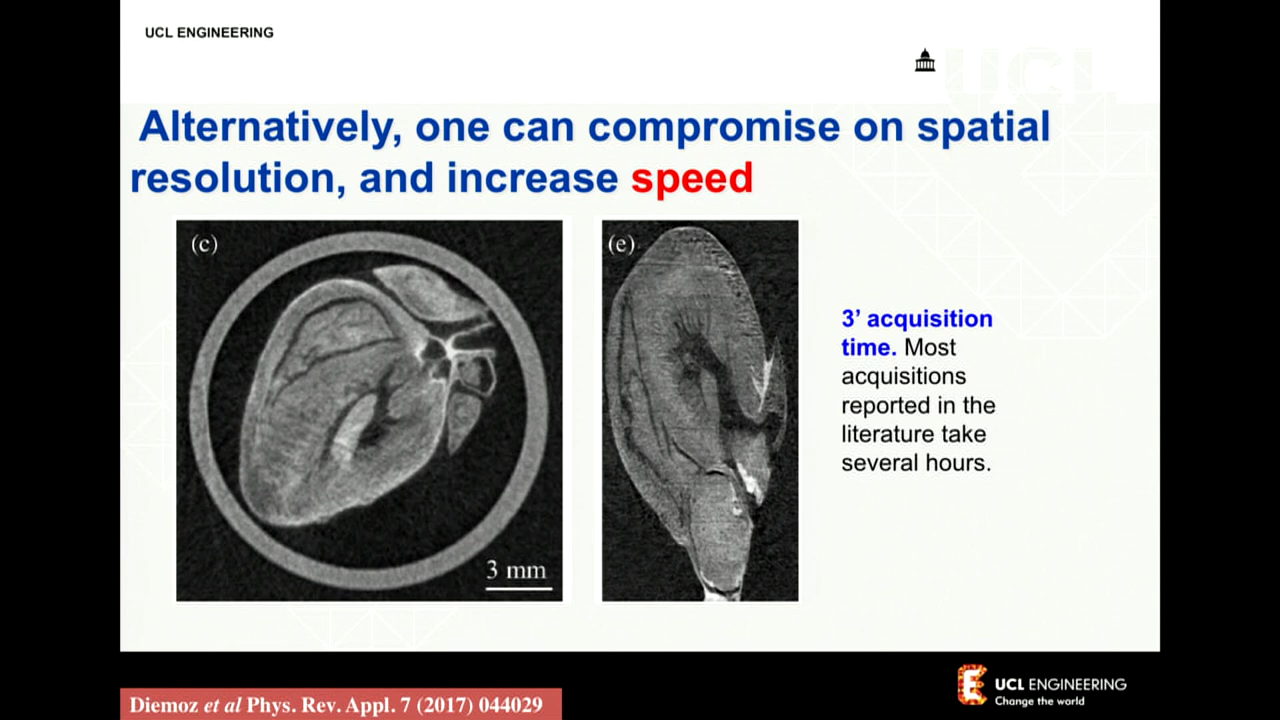 UCL ENGINEERING
UCL
Alternatively, one can compromise on spatial
resolution, and increase speed
(c)
(e)
3 mm
3’ acquisition
time. Most
acquisitions
reported in the
literature take
several hours.
Diemoz et al Phys. Rev. Appl. 7 (2017) 044029
UCL ENGINEERING
Change the world